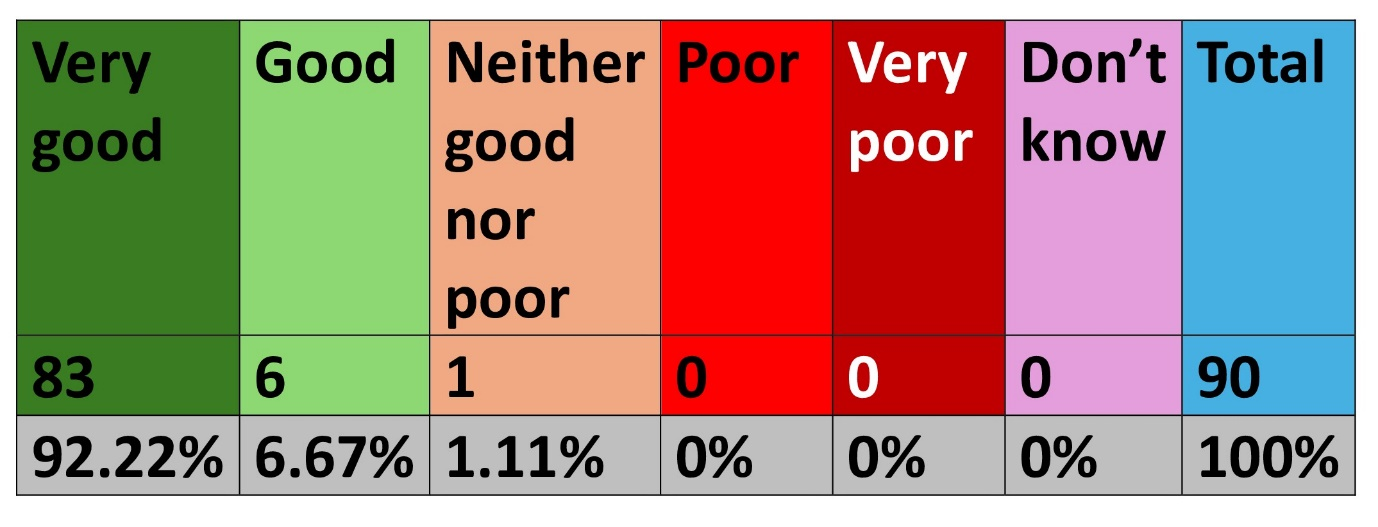 Very good Good Neither good nor poor Poor Very poor Don’t know Total
83 6 1 0 0 0 90
92.22% 6.67% 1.11% 0% 0% 0% 100%